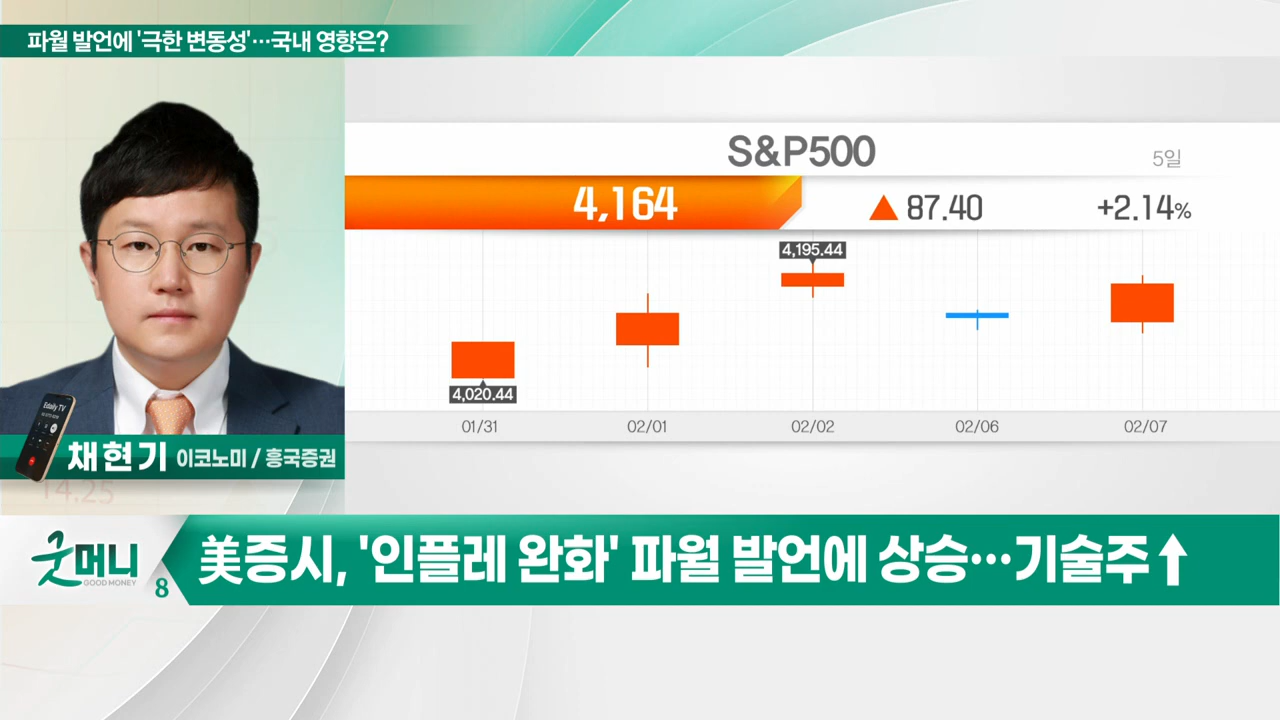 파월 발언에 '극한 변동성'…국내 영향은?
S&P500
5일
4,164
▲ 87.40
+2.14%
4,195.44
4,020.44
01/31
02/01
02/02
02/06
02/07
Edaily TV
채현기 이코노미 / 흥국증권
14.25
굿머니
GOOD MONEY
8
美증시, '인플레 완화' 파월 발언에 상승…기술주↑